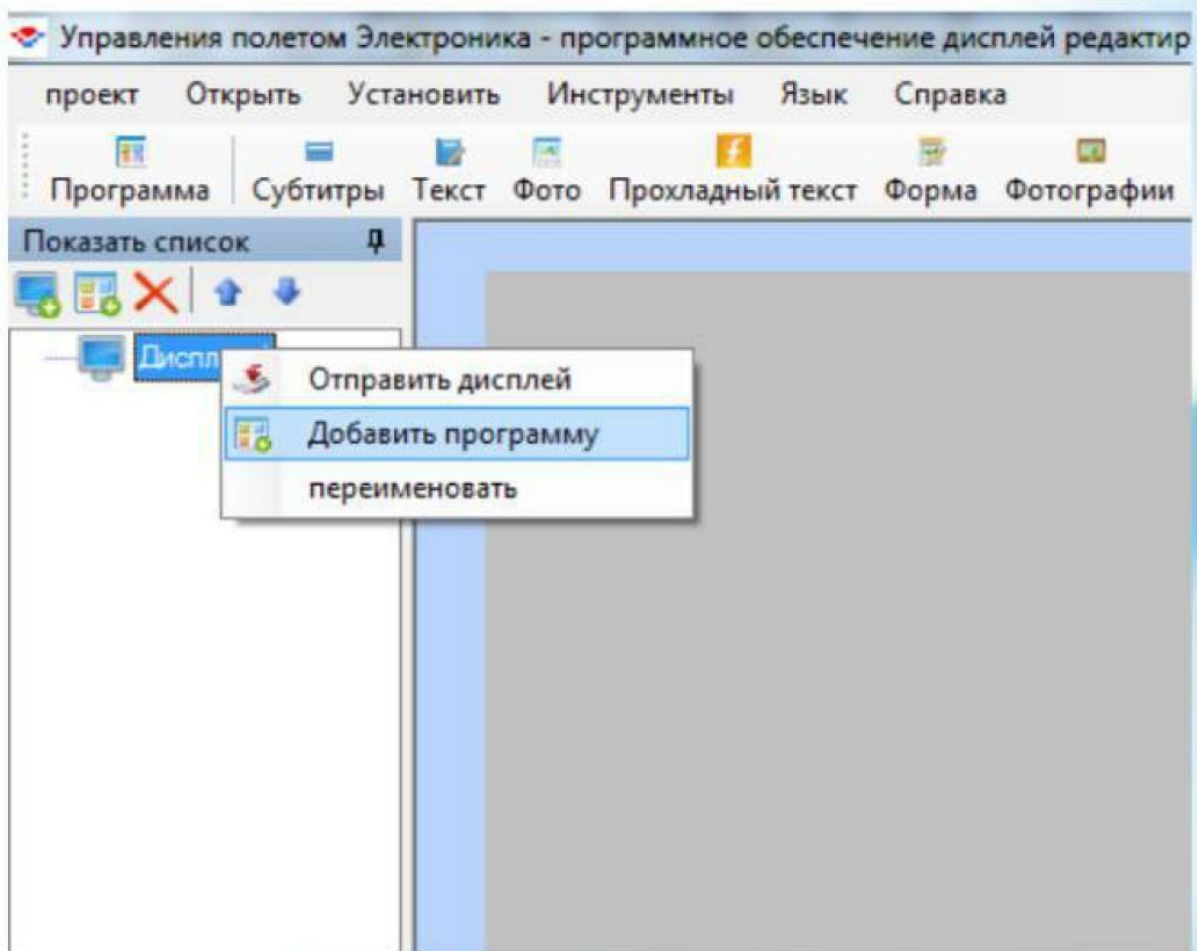 Управления полетом Электроника - программное обеспечение дисплей редактир
проект Открыть Установить Инструменты Язык Справка
Программа Субтитры Текст Фото Прохладный текст Форма Фотографии
Показать список
Диспл
Отправить дисплей
Добавить программу
переименовать